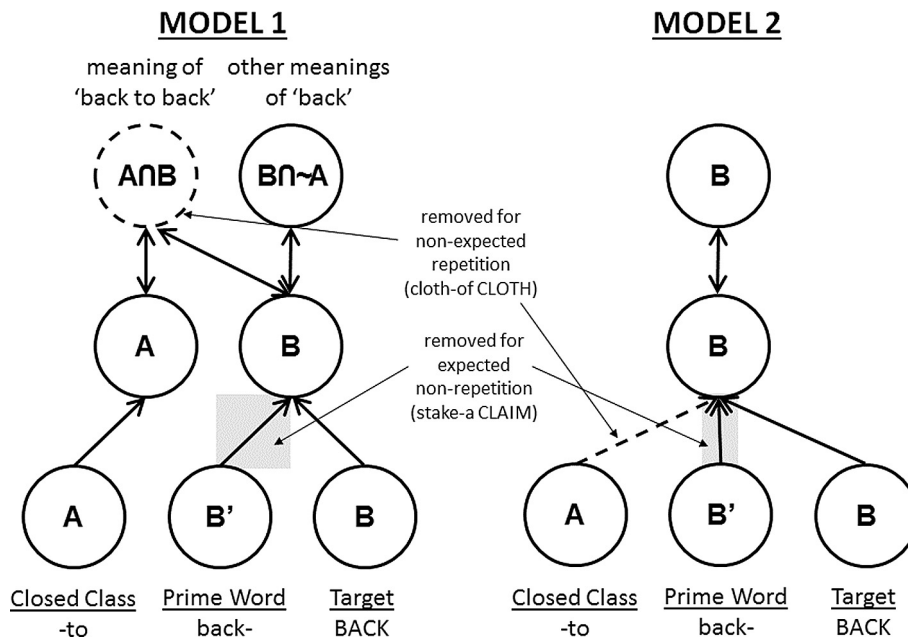 MODEL 1
meaning of
'back to back'
other meanings
of 'back'
A∩B
B∩~A
A
B
A
B'
B
Closed Class
-to
Prime Word
back-
Target
BACK
removed for
non-expected
repetition
(cloth-of CLOTH)
removed for
expected
non-repetition
(stake-a CLAIM)
MODEL 2
B
B
A
B'
B
Closed Class
-to
Prime Word
back-
Target
BACK